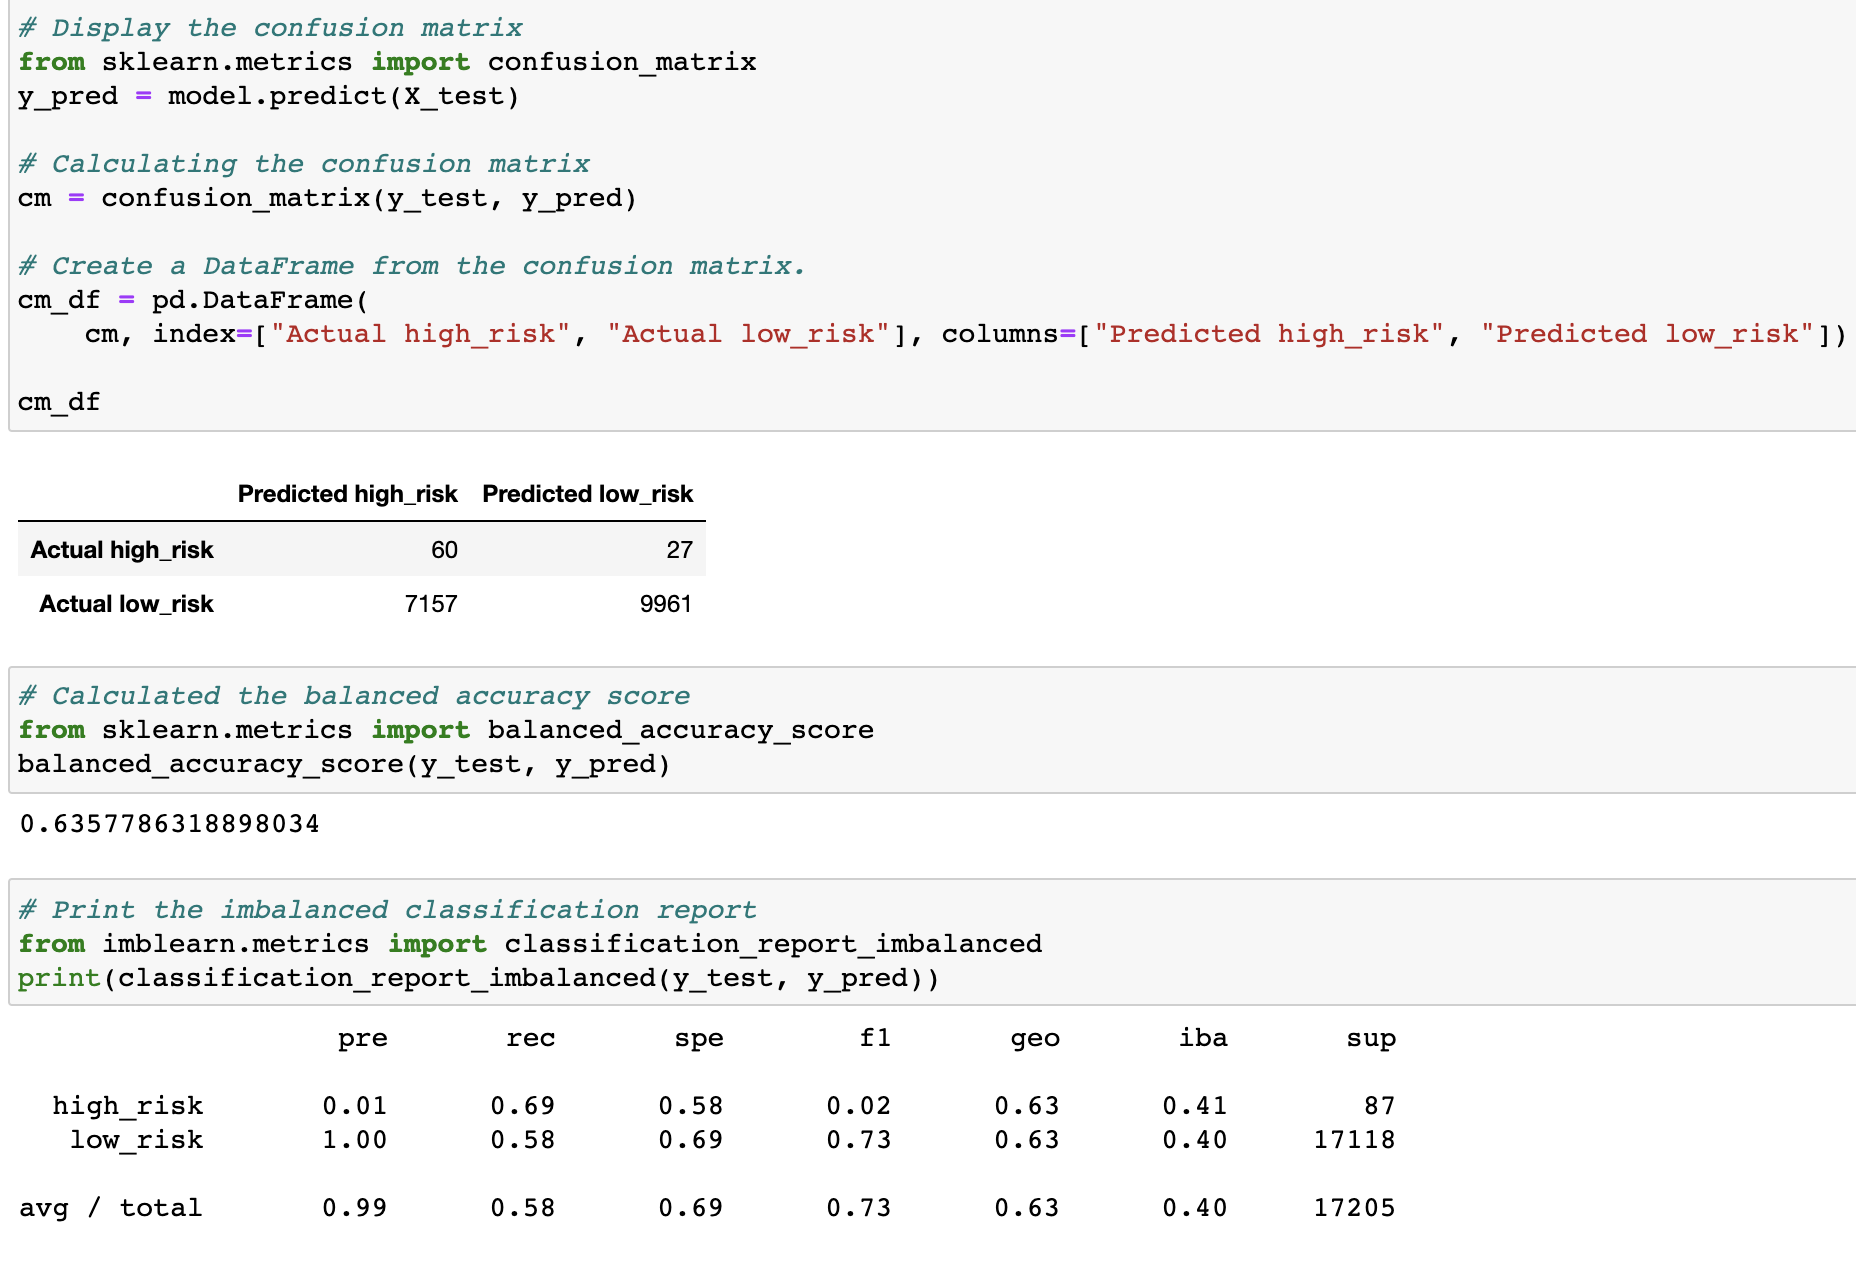 # Display the confusion matrix
from sklearn.metrics import confusion_matrix
y_pred = model.predict(X_test)
# Calculating the confusion matrix
cm = confusion_matrix(y_test, y_pred)
# Create a DataFrame from the confusion matrix.
cm_df = pd.DataFrame(
    cm, index=["Actual high_risk", "Actual low_risk"], columns=["Predicted high_risk", "Predicted low_risk"])
cm_df
Predicted high_risk Predicted low_risk
Actual high_risk 60 27
Actual low_risk 7157 9961
# Calculated the balanced accuracy score
from sklearn.metrics import balanced_accuracy_score
balanced_accuracy_score(y_test, y_pred)
0.6357786318898034
# Print the imbalanced classification report
from imblearn.metrics import classification_report_imbalanced
print(classification_report_imbalanced(y_test, y_pred))
pre rec spe f1 geo iba sup
high_risk 0.01 0.69 0.58 0.02 0.63 0.41 87
low_risk 1.00 0.58 0.69 0.73 0.63 0.40 17118
avg / total 0.99 0.58 0.69 0.73 0.63 0.40 17205